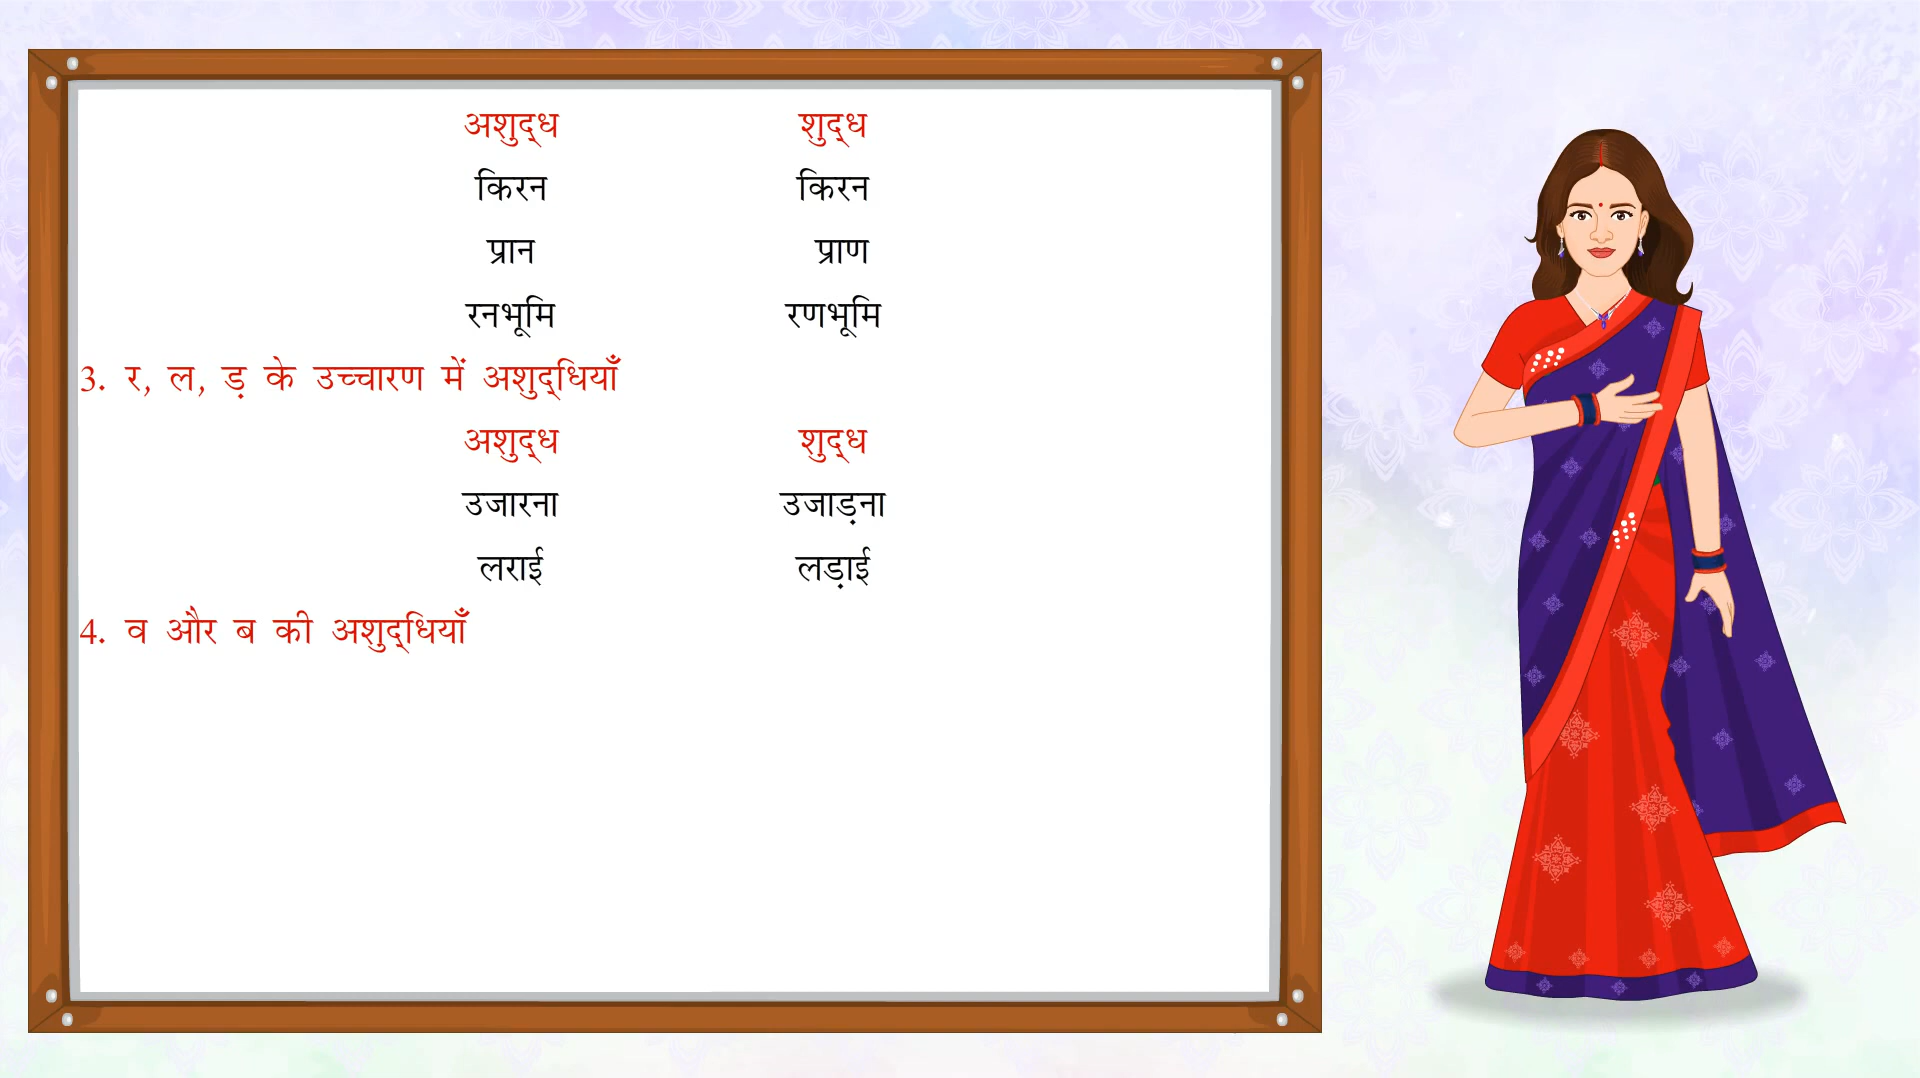 अशुद्ध शुद्ध
किरन किरन
प्रान प्राण
रनभूमि रणभूमि
3. र, ल, ड़ के उच्चारण में अशुद्धियाँ
अशुद्ध शुद्ध
उजारना उजाड़ना
लराई लड़ाई
4. व और ब की अशुद्धियाँ